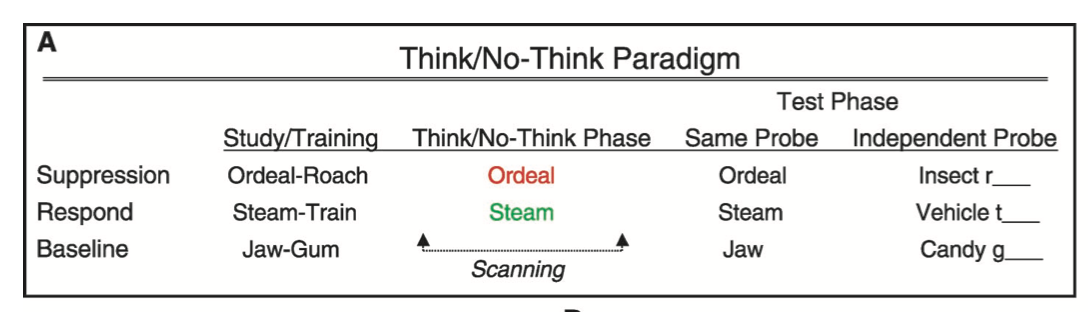 A
Think/No-Think Paradigm
Test Phase
Study/Training Think/No-Think Phase Same Probe Independent Probe
Suppression Ordeal-Roach Ordeal Ordeal Insect r___
Respond Steam-Train Steam Steam Vehicle t___
Baseline Jaw-Gum Jaw Candy g___
Scanning